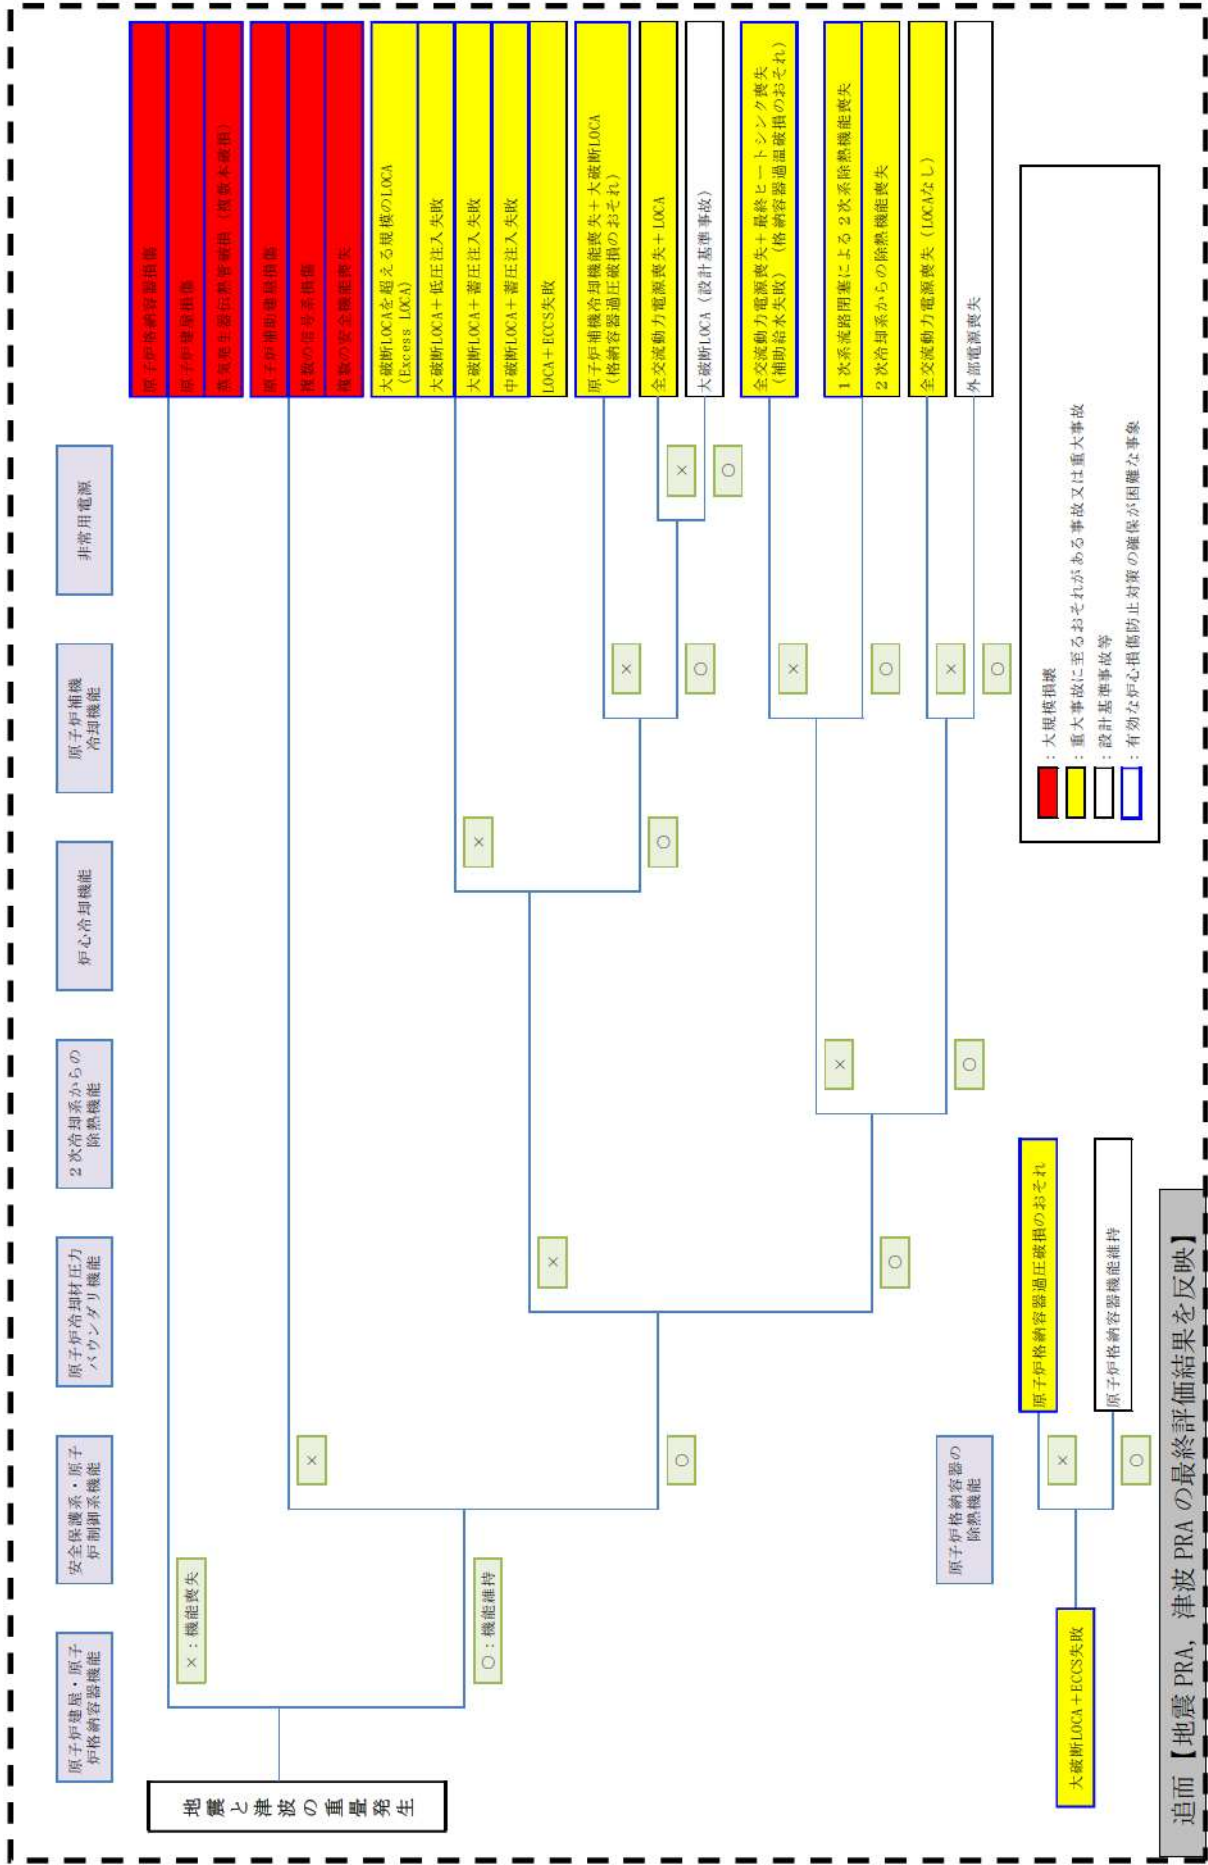 原子炉建屋・原子
炉格納容器機能
安全保護系・原子
炉制御系機能
原子炉冷却材圧力
バウンダリ機能
2次冷却系からの
除熱機能
炉心冷却機能
原子炉補機
冷却機能
非常用電源
地震と津波の重畳発生
×：機能喪失
○：機能維持
×
○
×
○
×
○
×
○
×
○
×
○
×
○
×
○
原子炉格納容器損傷
原子炉建屋損傷
蒸気発生器伝熱管破損（複数本破損）
原子炉補助建屋損傷
複数の信号系損傷
複数の安全機能喪失
大破断LOCAを超える規模のLOCA
(Excess LOCA)
大破断LOCA＋低圧注入失敗
大破断LOCA＋蓄圧注入失敗
中破断LOCA＋蓄圧注入失敗
LOCA＋ECCS失敗
原子炉補機冷却機能喪失＋大破断LOCA
(格納容器過圧破損のおそれ)
全交流動力電源喪失＋LOCA
大破断LOCA（設計基準事故）
全交流動力電源喪失＋最終ヒートシンク喪失
（補助給水失敗）（格納容器過温破損のおそれ）
1次系流路閉塞による2次系除熱機能喪失
2次冷却系からの除熱機能喪失
全交流動力電源喪失（LOCAなし）
外部電源喪失
原子炉格納容器の
除熱機能
大破断LOCA＋ECCS失敗
×
○
原子炉格納容器過圧破損のおそれ
原子炉格納容器機能維持
：大規模損壊
：重大事故に至るおそれがある事故又は重大事故
：設計基準事故等
：有効な炉心損傷防止対策の確保が困難な事象
追而【地震 PRA，津波 PRA の最終評価結果を反映】